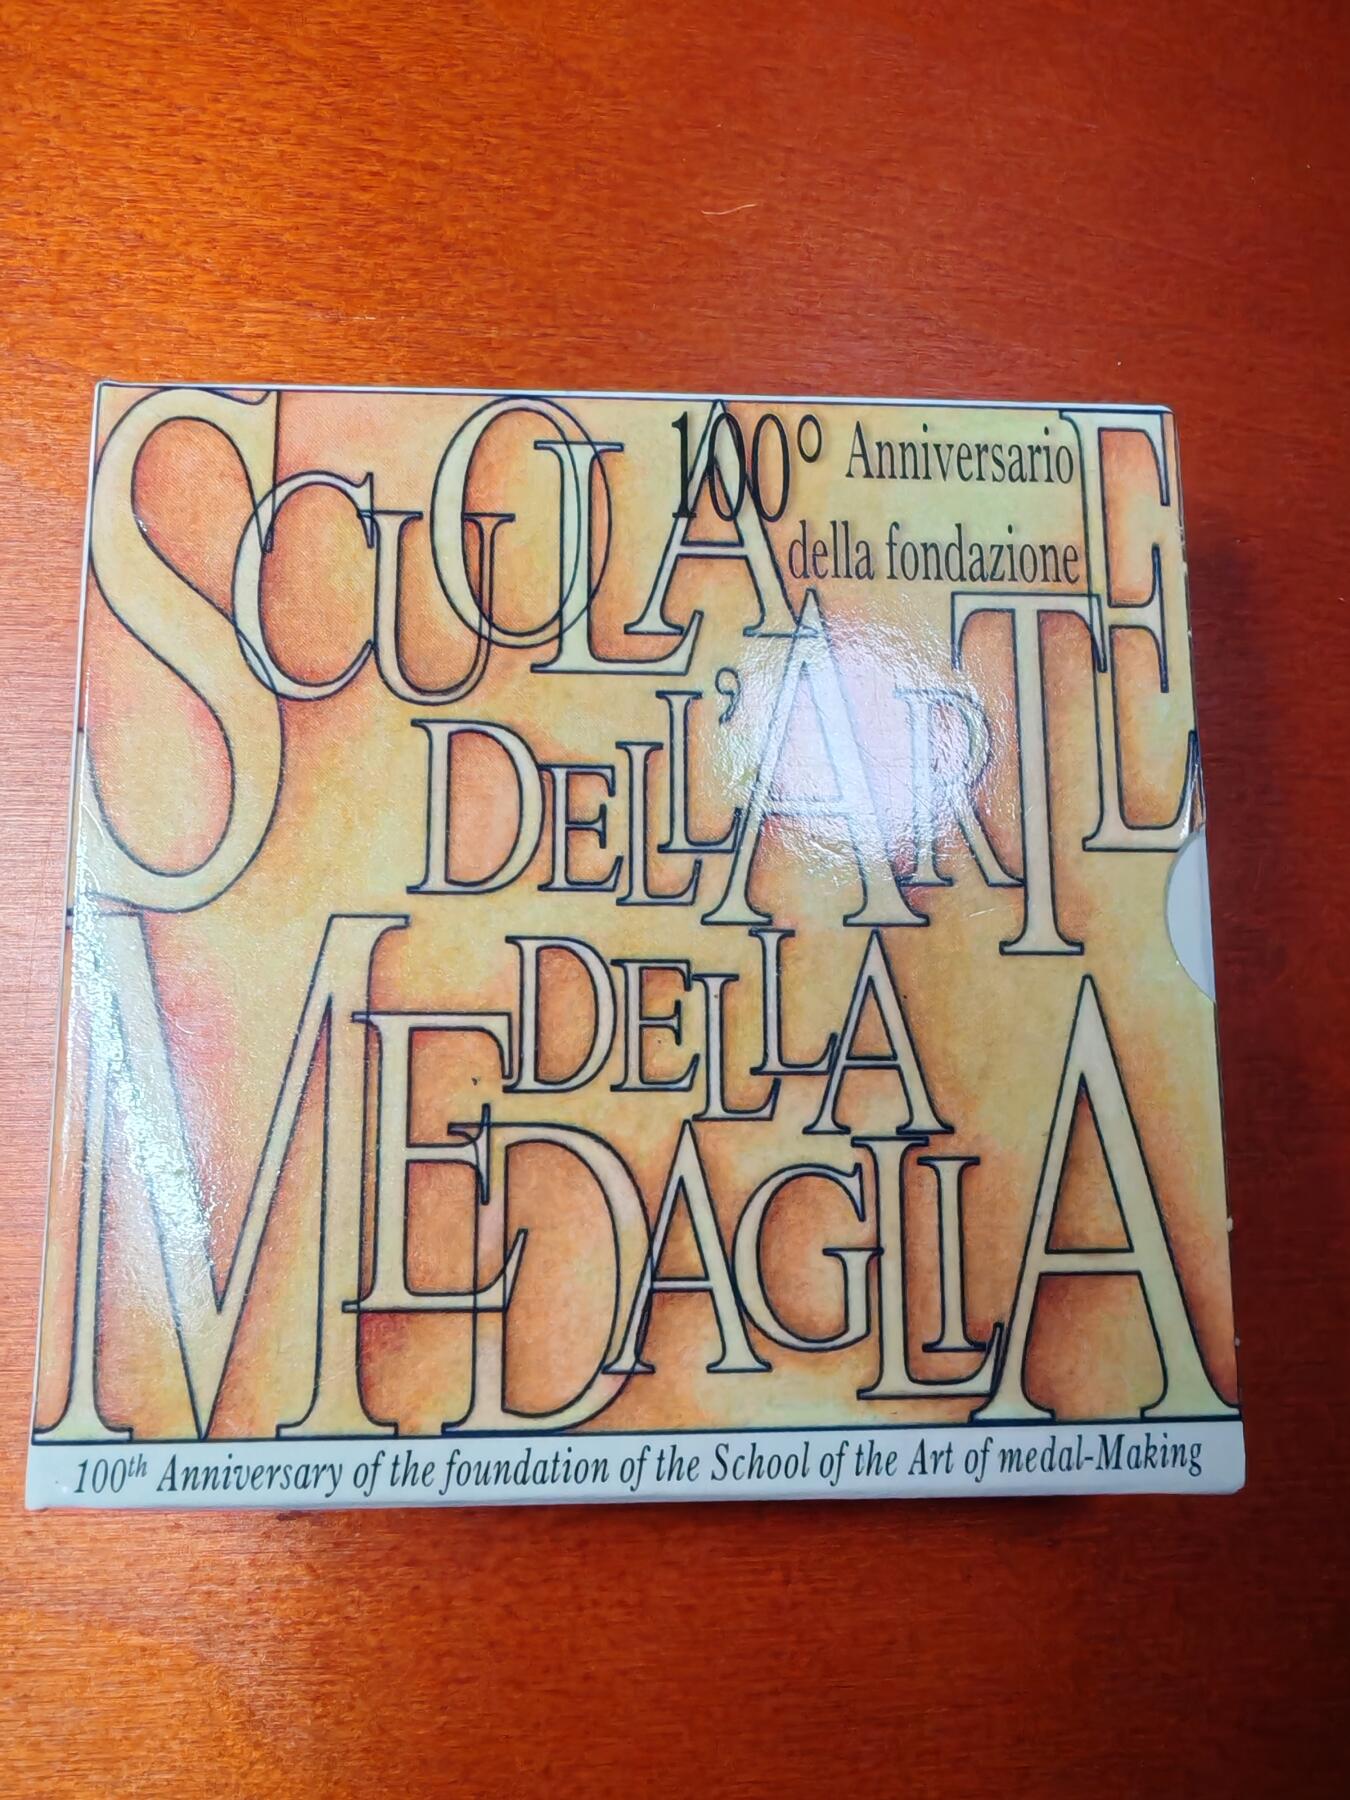 SCUOLA
100° Anniversario
della fondazione
DELL'ARTE
DELLA
MEDAGLIA
100th Anniversary of the foundation of the School of the Art of medal-Making